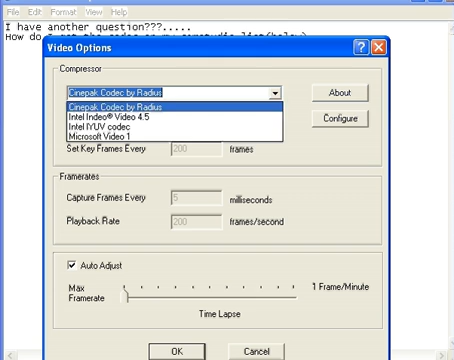 File Edit Format View Help
I have another question???.....
How do
Video Options
Compressor
Cinepak Codec by Radius
About
Cinepak Codec by Radius
Intel Indeo® Video 4.5
Intel IYUV codec
Microsoft Video 1
Configure
Set Key Frames Every 200 frames
Framerates
Capture Frames Every 5 milliseconds
Playback Rate 200 frames/second
Auto Adjust
Max Framerate
1 Frame/Minute
Time Lapse
OK Cancel